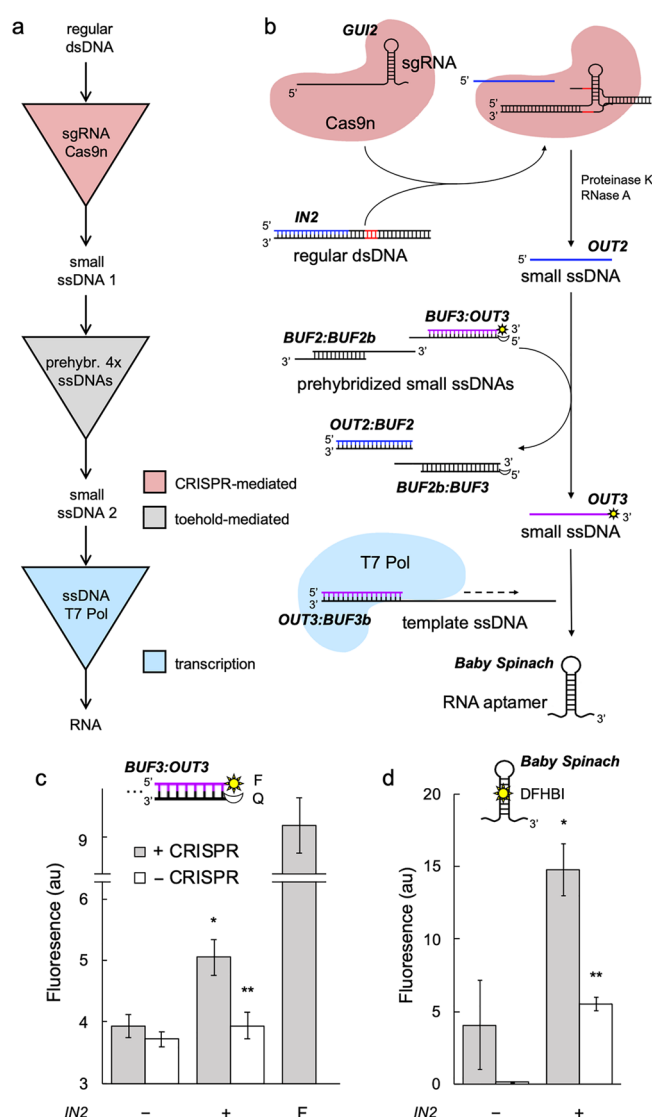 a
regular
dsDNA
sgRNA
Cas9n
small
ssDNA 1
prehybr. 4x
ssDNAs
CRISPR-mediated
toehold-mediated
small
ssDNA 2
ssDNA
T7 Pol
transcription
RNA
b
GUI2
sgRNA
5'
Cas9n
5'
3'
5'
Proteinase K
RNase A
IN2
5'
3'
regular dsDNA
OUT2
5'
small ssDNA
BUF3:OUT3
3'
5'
BUF2:BUF2b
3'
3'
prehybridized small ssDNAs
OUT2:BUF2
5'
3'
3'
5'
BUF2b:BUF3
OUT3
3'
small ssDNA
T7 Pol
5'
3'
OUT3:BUF3b
template ssDNA
Baby Spinach
RNA aptamer
3'
c
BUF3:OUT3
5'
3'
...
F
Q
+ CRISPR
− CRISPR
Fluoresence (au)
9
6
5
4
3
*
**
IN2
−
+
F
d
Baby Spinach
DFHBI
3'
Fluoresence (au)
20
15
10
5
0
*
**
IN2
−
+